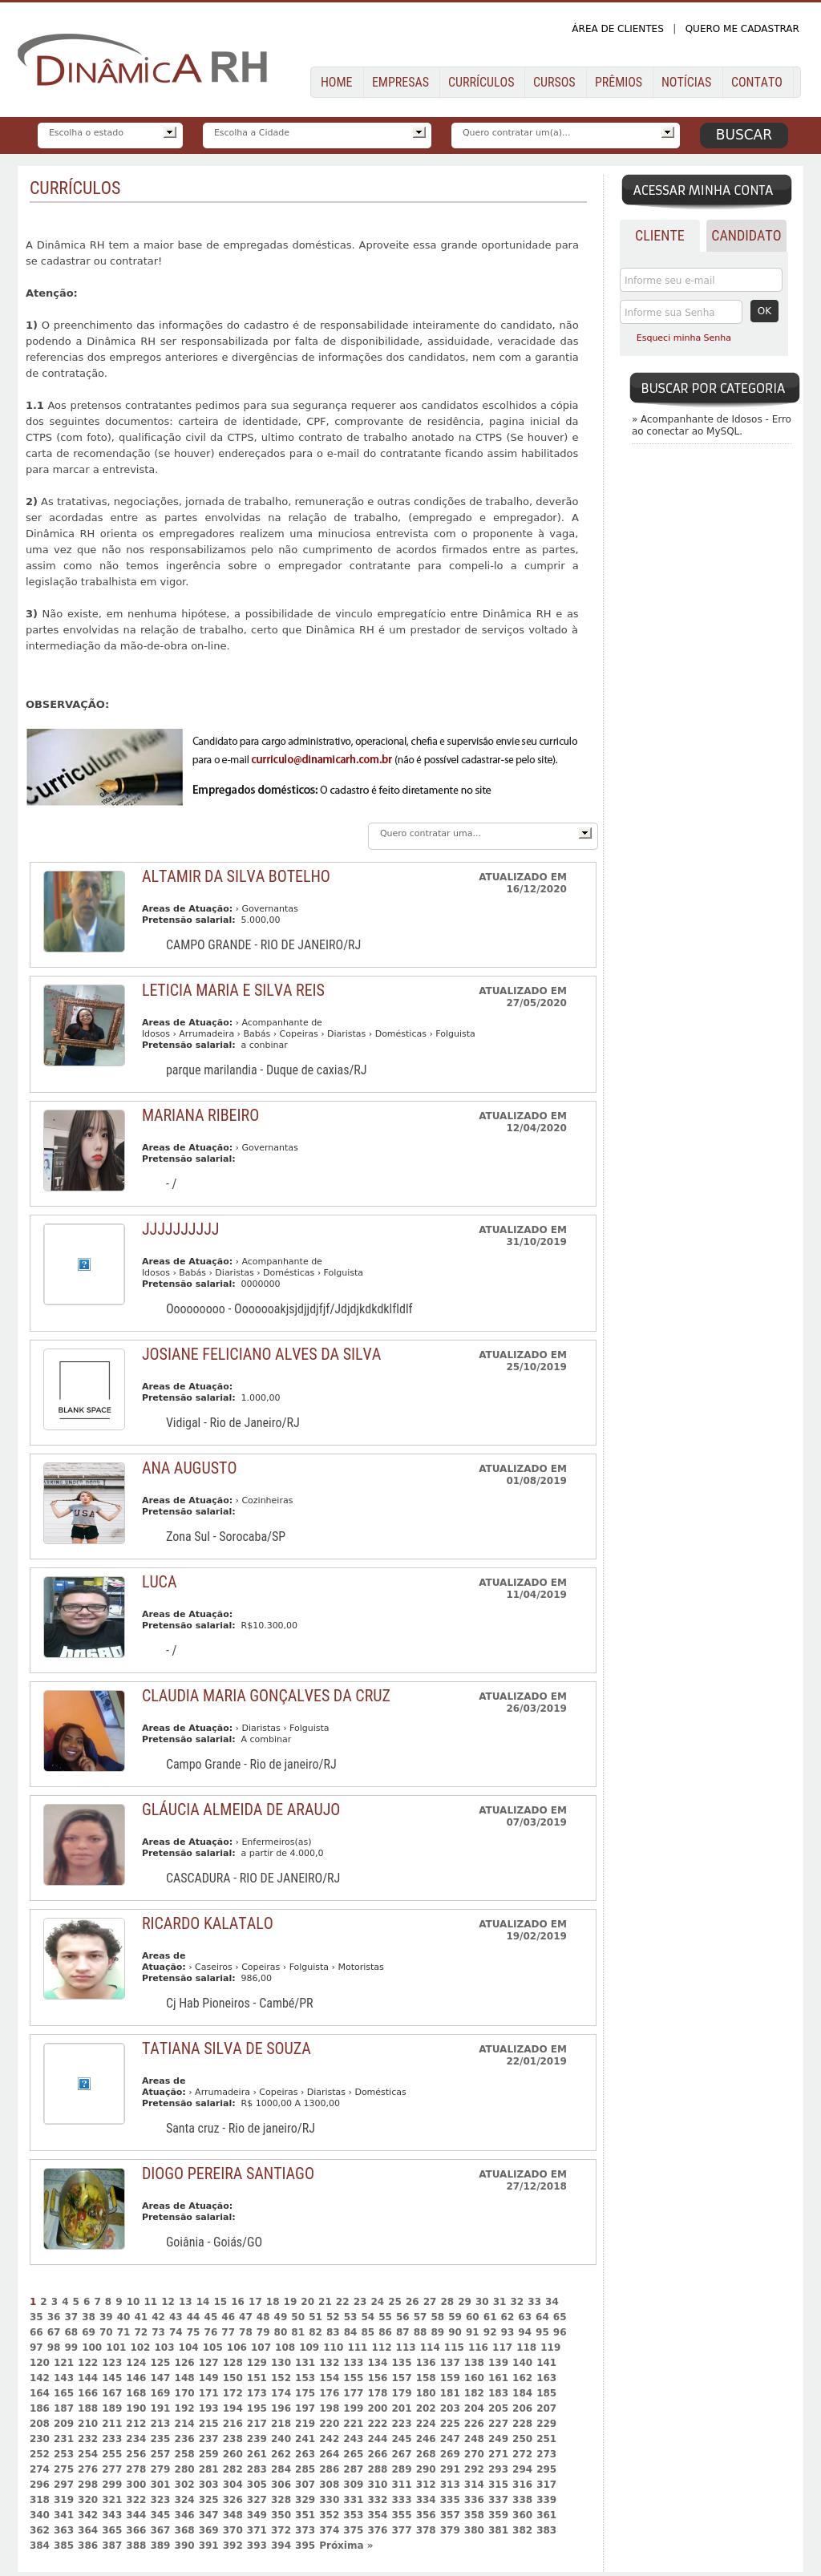 ÁREA DE CLIENTES | QUERO ME CADASTRAR
DINÂMICA RH
HOME EMPRESAS CURRÍCULOS CURSOS PRÊMIOS NOTÍCIAS CONTATO
Escolha o estado Escolha a Cidade Quero contratar um(a)... BUSCAR
CURRÍCULOS
A Dinâmica RH tem a maior base de empregadas domésticas. Aproveite essa grande oportunidade para
se cadastrar ou contratar!
Atenção:
1) O preenchimento das informações do cadastro é de responsabilidade inteiramente do candidato, não
podendo a Dinâmica RH ser responsabilizada por falta de disponibilidade, assiduidade, veracidade das
referencias dos empregos anteriores e divergências de informações dos candidatos, nem com a garantia
de contratação.
1.1 Aos pretensos contratantes pedimos para sua segurança requerer aos candidatos escolhidos a cópia
dos seguintes documentos: carteira de identidade, CPF, comprovante de residência, pagina inicial da
CTPS (com foto), qualificação civil da CTPS, ultimo contrato de trabalho anotado na CTPS (Se houver) e
carta de recomendação (se houver) endereçados para o e-mail do contratante ficando assim habilitados
para marcar a entrevista.
2) As tratativas, negociações, jornada de trabalho, remuneração e outras condições de trabalho, deverão
ser acordadas entre as partes envolvidas na relação de trabalho, (empregado e empregador). A
Dinâmica RH orienta os empregadores realizem uma minuciosa entrevista com o proponente à vaga,
uma vez que não nos responsabilizamos pelo não cumprimento de acordos firmados entre as partes,
assim como não temos ingerência sobre o empregador contratante para compeli-lo a cumprir a
legislação trabalhista em vigor.
3) Não existe, em nenhuma hipótese, a possibilidade de vinculo empregatício entre Dinâmica RH e as
partes envolvidas na relação de trabalho, certo que Dinâmica RH é um prestador de serviços voltado à
intermediação da mão-de-obra on-line.
OBSERVAÇÃO:
Curriculum Vitae
Candidato para cargo administrativo, operacional, chefia e supervisão envie seu curriculo
para o e-mail curriculo@dinamicarh.com.br (não é possível cadastrar-se pelo site).
Empregados domésticos: O cadastro é feito diretamente no site
Quero contratar uma...
ALTAMIR DA SILVA BOTELHO
ATUALIZADO EM
16/12/2020
Areas de Atuação: › Governantas
Pretensão salarial: 5.000,00
CAMPO GRANDE - RIO DE JANEIRO/RJ
LETICIA MARIA E SILVA REIS
ATUALIZADO EM
27/05/2020
Areas de Atuação: › Acompanhante de
Idosos › Arrumadeira › Babás › Copeiras › Diaristas › Domésticas › Folguista
Pretensão salarial: a conbinar
parque marilandia - Duque de caxias/RJ
MARIANA RIBEIRO
ATUALIZADO EM
12/04/2020
Areas de Atuação: › Governantas
Pretensão salarial:
- /
JJJJJJJJJJ
ATUALIZADO EM
31/10/2019
Areas de Atuação: › Acompanhante de
Idosos › Babás › Diaristas › Domésticas › Folguista
Pretensão salarial: 0000000
Ooooooooo - Ooooooakjsjdjjdjfjf/Jdjdjkdkdklfldlf
JOSIANE FELICIANO ALVES DA SILVA
ATUALIZADO EM
25/10/2019
BLANK SPACE
Areas de Atuação:
Pretensão salarial: 1.000,00
Vidigal - Rio de Janeiro/RJ
ANA AUGUSTO
ATUALIZADO EM
01/08/2019
USA
Areas de Atuação: › Cozinheiras
Pretensão salarial:
Zona Sul - Sorocaba/SP
LUCA
ATUALIZADO EM
11/04/2019
Areas de Atuação:
Pretensão salarial: R$10.300,00
- /
CLAUDIA MARIA GONÇALVES DA CRUZ
ATUALIZADO EM
26/03/2019
Areas de Atuação: › Diaristas › Folguista
Pretensão salarial: A combinar
Campo Grande - Rio de janeiro/RJ
GLÁUCIA ALMEIDA DE ARAUJO
ATUALIZADO EM
07/03/2019
Areas de Atuação: › Enfermeiros(as)
Pretensão salarial: a partir de 4.000,0
CASCADURA - RIO DE JANEIRO/RJ
RICARDO KALATALO
ATUALIZADO EM
19/02/2019
Areas de
Atuação: › Caseiros › Copeiras › Folguista › Motoristas
Pretensão salarial: 986,00
Cj Hab Pioneiros - Cambé/PR
TATIANA SILVA DE SOUZA
ATUALIZADO EM
22/01/2019
Areas de
Atuação: › Arrumadeira › Copeiras › Diaristas › Domésticas
Pretensão salarial: R$ 1000,00 A 1300,00
Santa cruz - Rio de janeiro/RJ
DIOGO PEREIRA SANTIAGO
ATUALIZADO EM
27/12/2018
Areas de Atuação:
Pretensão salarial:
Goiânia - Goiás/GO
1 2 3 4 5 6 7 8 9 10 11 12 13 14 15 16 17 18 19 20 21 22 23 24 25 26 27 28 29 30 31 32 33 34
35 36 37 38 39 40 41 42 43 44 45 46 47 48 49 50 51 52 53 54 55 56 57 58 59 60 61 62 63 64 65
66 67 68 69 70 71 72 73 74 75 76 77 78 79 80 81 82 83 84 85 86 87 88 89 90 91 92 93 94 95 96
97 98 99 100 101 102 103 104 105 106 107 108 109 110 111 112 113 114 115 116 117 118 119
120 121 122 123 124 125 126 127 128 129 130 131 132 133 134 135 136 137 138 139 140 141
142 143 144 145 146 147 148 149 150 151 152 153 154 155 156 157 158 159 160 161 162 163
164 165 166 167 168 169 170 171 172 173 174 175 176 177 178 179 180 181 182 183 184 185
186 187 188 189 190 191 192 193 194 195 196 197 198 199 200 201 202 203 204 205 206 207
208 209 210 211 212 213 214 215 216 217 218 219 220 221 222 223 224 225 226 227 228 229
230 231 232 233 234 235 236 237 238 239 240 241 242 243 244 245 246 247 248 249 250 251
252 253 254 255 256 257 258 259 260 261 262 263 264 265 266 267 268 269 270 271 272 273
274 275 276 277 278 279 280 281 282 283 284 285 286 287 288 289 290 291 292 293 294 295
296 297 298 299 300 301 302 303 304 305 306 307 308 309 310 311 312 313 314 315 316 317
318 319 320 321 322 323 324 325 326 327 328 329 330 331 332 333 334 335 336 337 338 339
340 341 342 343 344 345 346 347 348 349 350 351 352 353 354 355 356 357 358 359 360 361
362 363 364 365 366 367 368 369 370 371 372 373 374 375 376 377 378 379 380 381 382 383
384 385 386 387 388 389 390 391 392 393 394 395 Próxima »
ACESSAR MINHA CONTA
CLIENTE CANDIDATO
Informe seu e-mail
Informe sua Senha OK
Esqueci minha Senha
BUSCAR POR CATEGORIA
» Acompanhante de Idosos - Erro
ao conectar ao MySQL.